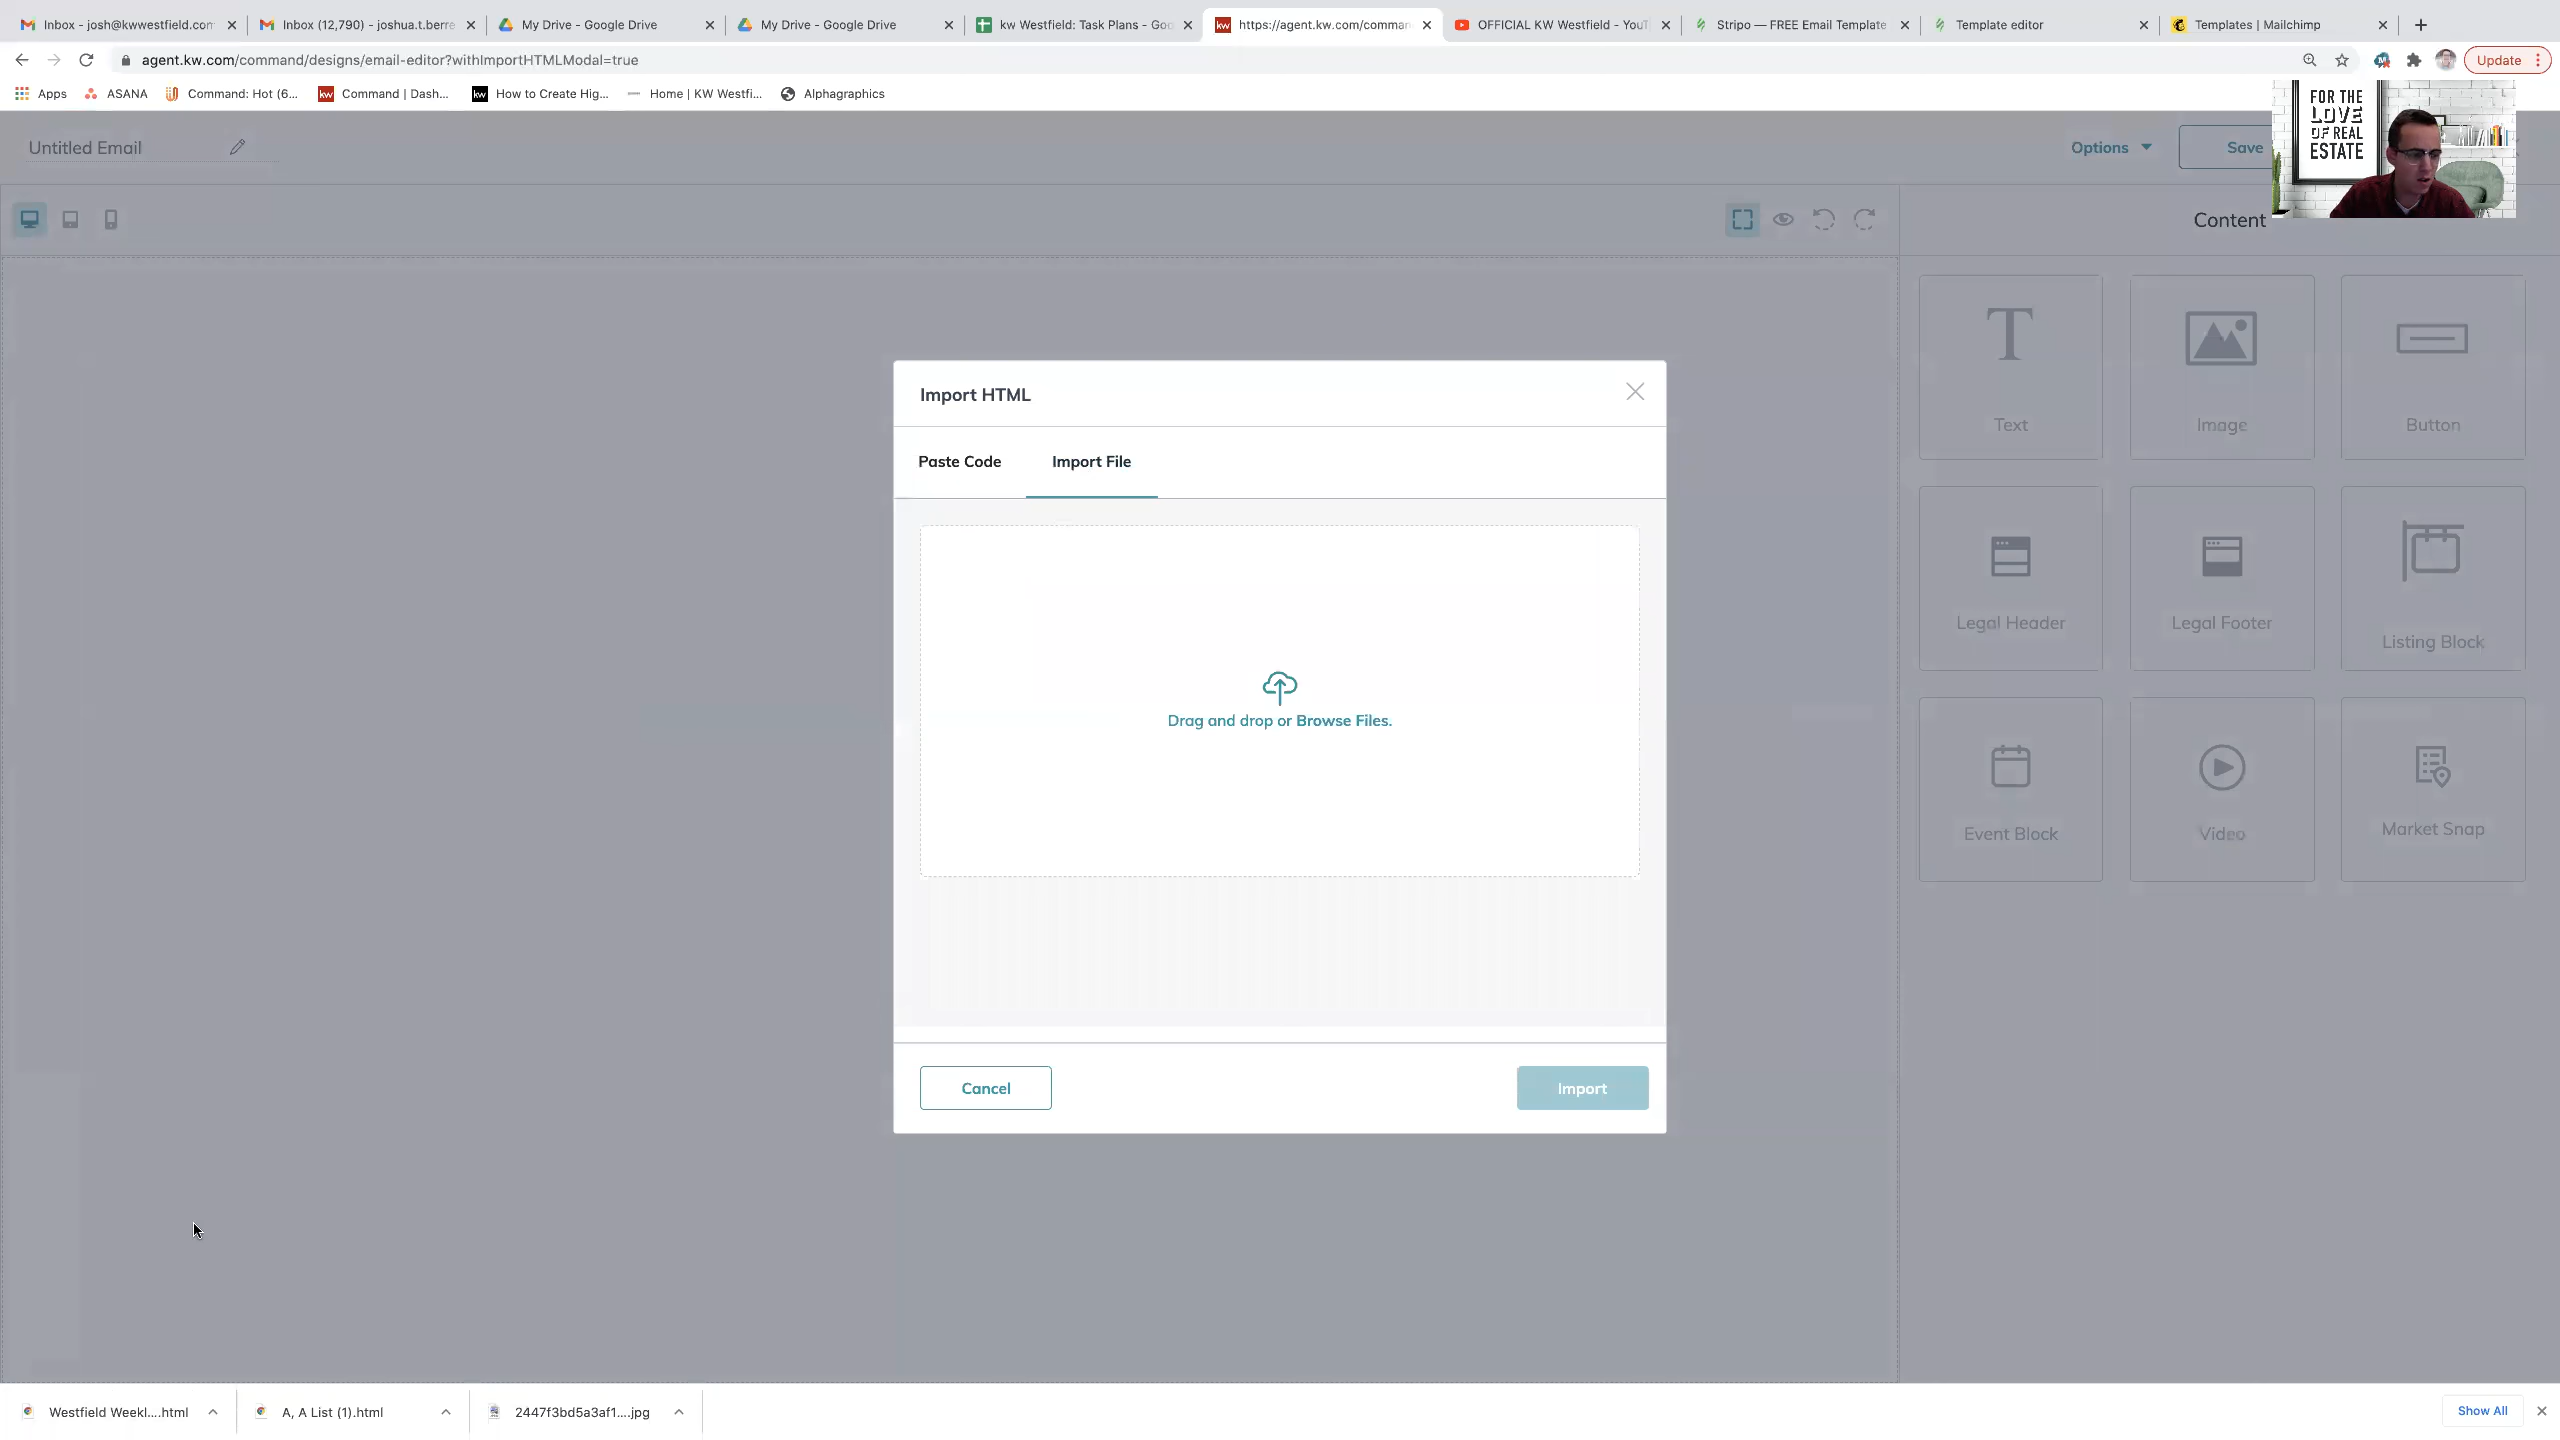 Inbox - josh@kwwestfield.com
Inbox (12,790) - joshua.t.berre
My Drive - Google Drive
My Drive - Google Drive
kw Westfield: Task Plans - Goo
https://agent.kw.com/comman
OFFICIAL KW Westfield - YouT
Stripo — FREE Email Template
Template editor
Templates | Mailchimp
agent.kw.com/command/designs/email-editor?withImportHTMLModal=true
Update
Apps
ASANA
Command: Hot (6...
kw
Command | Dash...
kw
How to Create Hig...
Home | KW Westfi...
Alphagraphics
FOR THE
LOVE
OF REAL
ESTATE
Untitled Email
Options
Save
Content
Import HTML
Paste Code
Import File
Drag and drop or Browse Files.
Cancel
Import
T
Text
Image
Button
Legal Header
Legal Footer
Listing Block
Event Block
Video
Market Snap
Westfield Weekl....html
A, A List (1).html
2447f3bd5a3af1....jpg
Show All